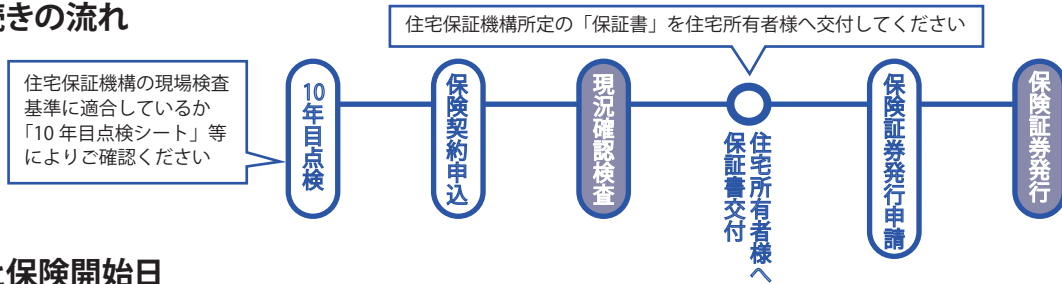 続きの流れ
住宅保証機構所定の「保証書」を住宅所有者様へ交付してください
住宅保証機構の現場検査
基準に適合しているか
「10 年目点検シート」等
によりご確認ください
10年目点検
保険契約申込
現況確認検査
住宅所有者様へ
保証書交付
保険証券発行申請
保険証券発行
と保険開始日